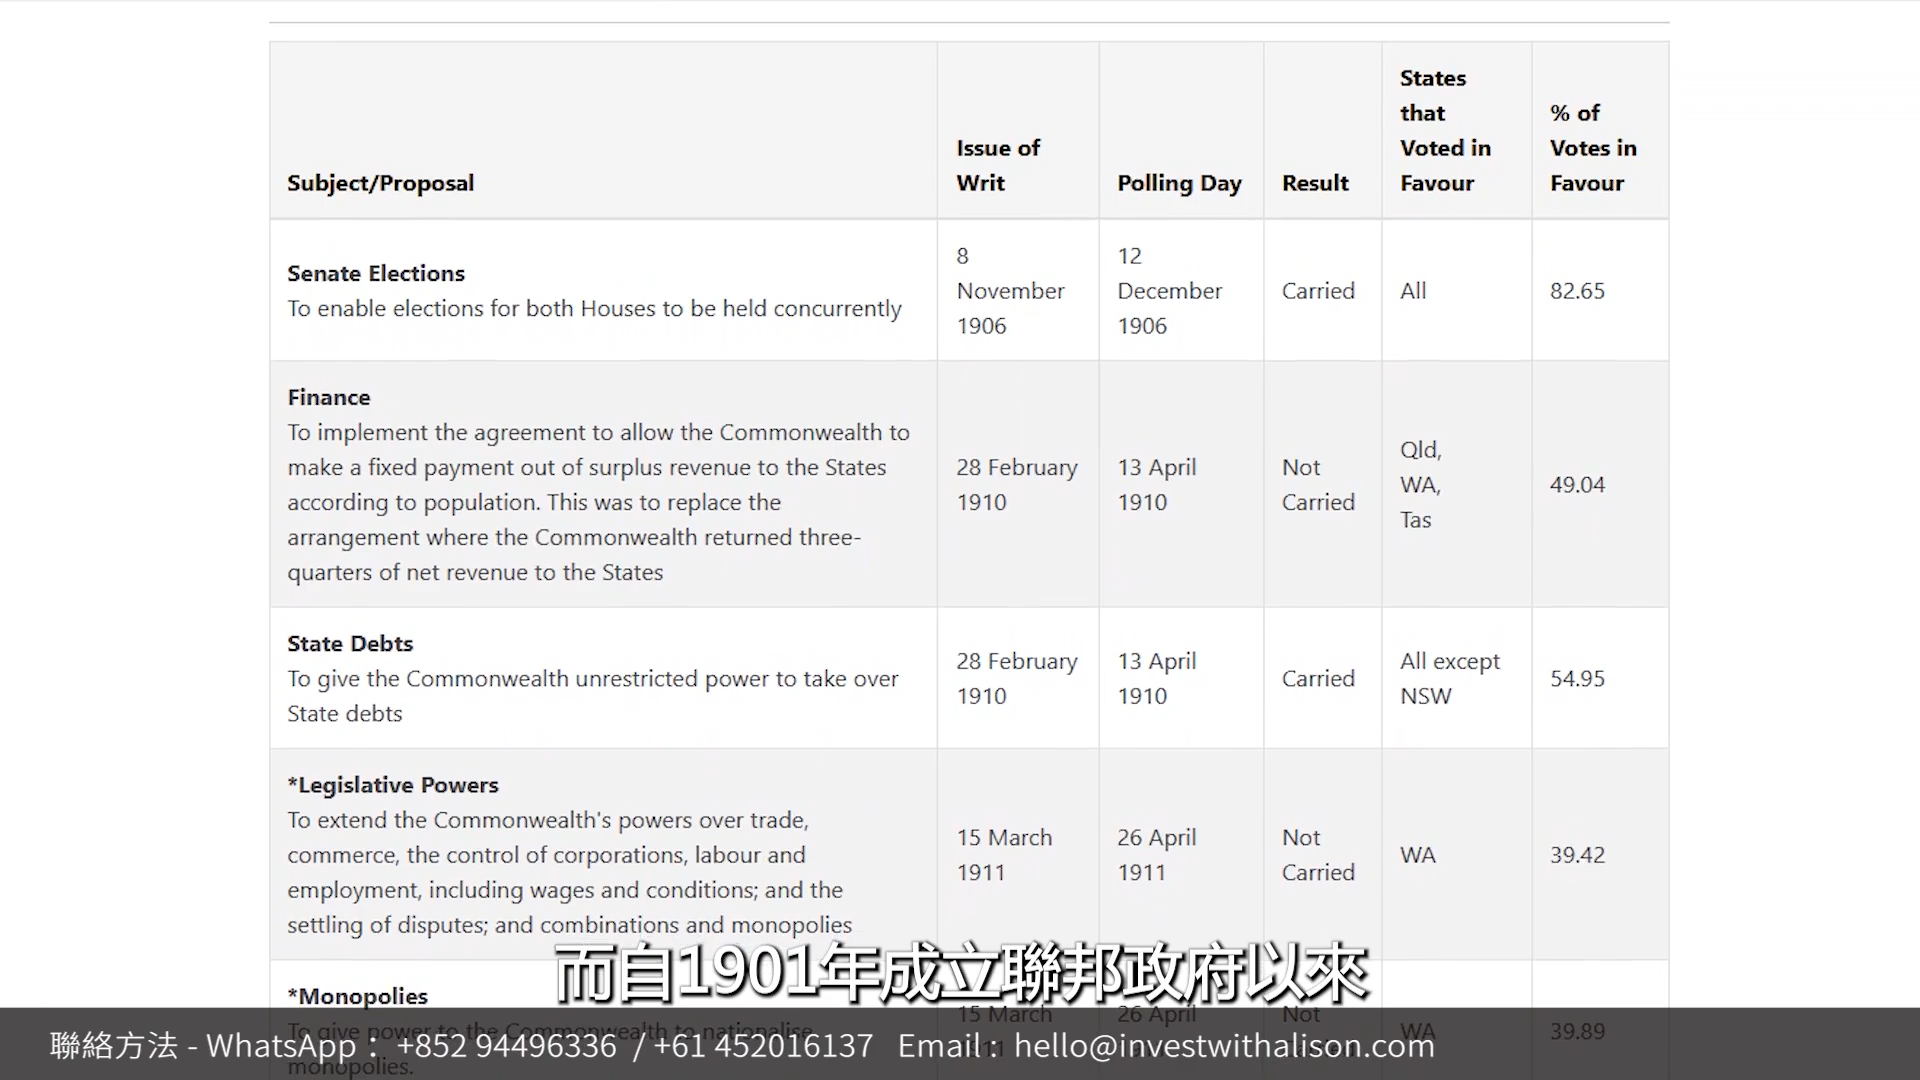 Subject/Proposal
Issue of
Writ
Polling Day
Result
States
that
Voted in
Favour
% of
Votes in
Favour
Senate Elections
To enable elections for both Houses to be held concurrently
8
November
1906
12
December
1906
Carried
All
82.65
Finance
To implement the agreement to allow the Commonwealth to
make a fixed payment out of surplus revenue to the States
according to population. This was to replace the
arrangement where the Commonwealth returned three-
quarters of net revenue to the States
28 February
1910
13 April
1910
Not
Carried
Qld,
WA,
Tas
49.04
State Debts
To give the Commonwealth unrestricted power to take over
State debts
28 February
1910
13 April
1910
Carried
All except
NSW
54.95
*Legislative Powers
To extend the Commonwealth's powers over trade,
commerce, the control of corporations, labour and
employment, including wages and conditions; and the
settling of disputes; and combinations and monopolies
15 March
1911
26 April
1911
Not
Carried
WA
39.42
*Monopolies
To give power to the Commonwealth to nationalise
monopolies.
15 March
26 April
Not
WA
39.89
而自1901年成立聯邦政府以來
聯絡方法 - WhatsApp： +852 94496336 / +61 452016137 Email： hello@investwithalison.com